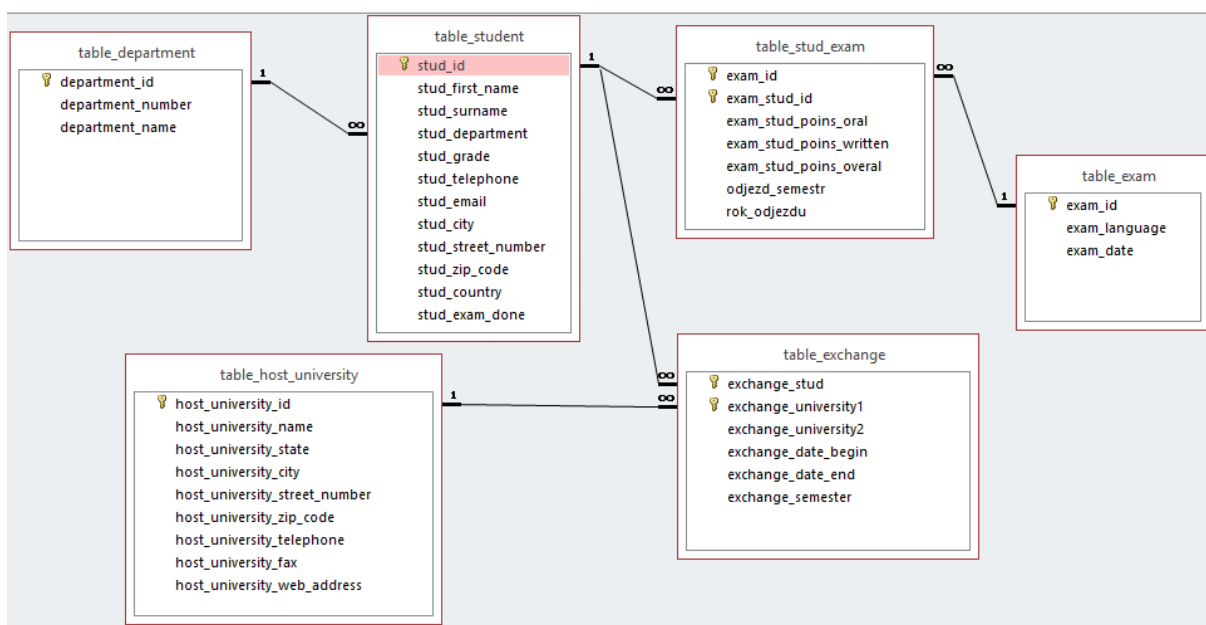 table_department
department_id
department_number
department_name
table_student
stud_id
stud_first_name
stud_surname
stud_department
stud_grade
stud_telephone
stud_email
stud_city
stud_street_number
stud_zip_code
stud_country
stud_exam_done
table_stud_exam
exam_id
exam_stud_id
exam_stud_poins_oral
exam_stud_poins_written
exam_stud_poins_overal
odjezd_semestr
rok_odjezdu
table_exam
exam_id
exam_language
exam_date
table_host_university
host_university_id
host_university_name
host_university_state
host_university_city
host_university_street_number
host_university_zip_code
host_university_telephone
host_university_fax
host_university_web_address
table_exchange
exchange_stud
exchange_university1
exchange_university2
exchange_date_begin
exchange_date_end
exchange_semester
1
∞
1
∞
∞
1
∞
1
∞